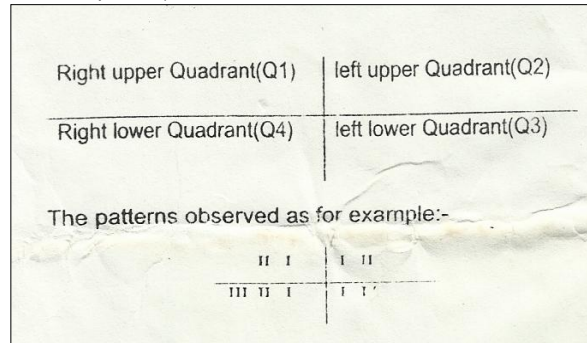 Right upper Quadrant(Q1) left upper Quadrant(Q2)
Right lower Quadrant(Q4) left lower Quadrant(Q3)
The patterns observed as for example:-
II I I II
III II I I I'